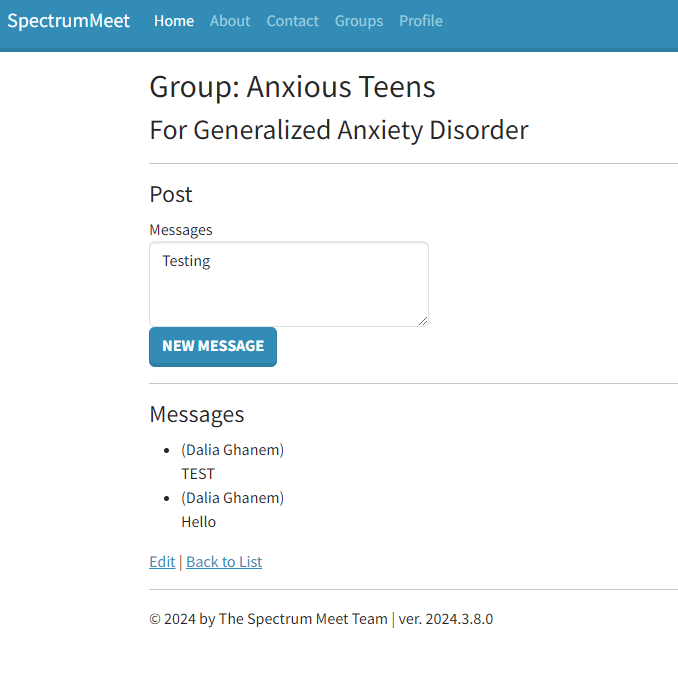 SpectrumMeet Home About Contact Groups Profile
Group: Anxious Teens
For Generalized Anxiety Disorder
Post
Messages
Testing
NEW MESSAGE
Messages
(Dalia Ghanem)
TEST
(Dalia Ghanem)
Hello
Edit | Back to List
© 2024 by The Spectrum Meet Team | ver. 2024.3.8.0